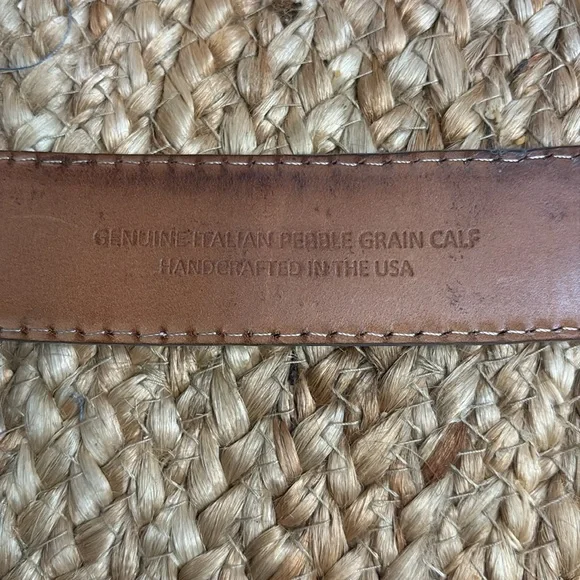 GENUINE ITALIAN PEBBLE GRAIN CALF
HANDCRAFTED IN THE USA